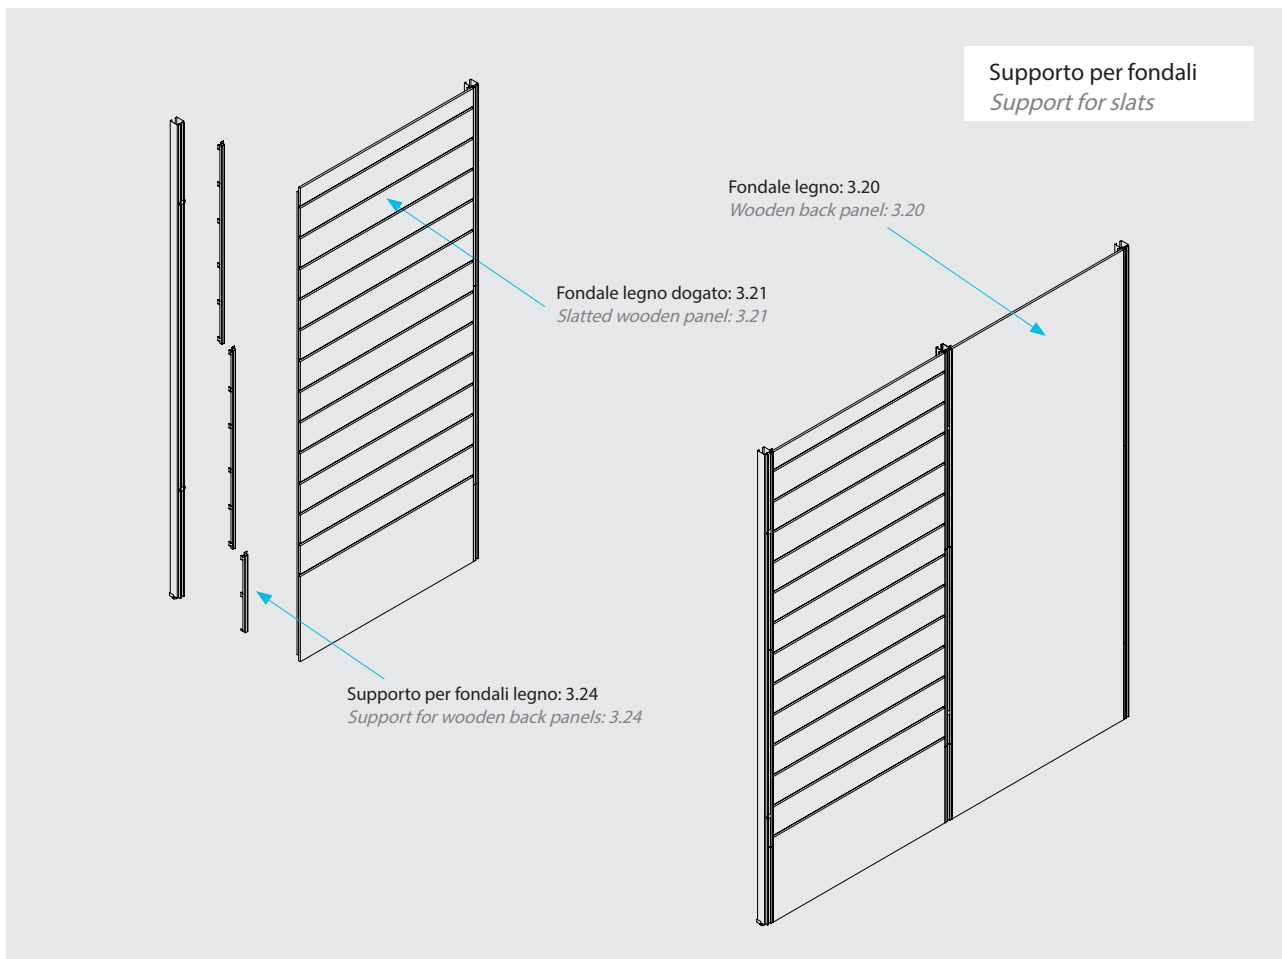 Supporto per fondali
Support for slats
Fondale legno: 3.20
Wooden back panel: 3.20
Fondale legno dogato: 3.21
Slatted wooden panel: 3.21
Supporto per fondali legno: 3.24
Support for wooden back panels: 3.24